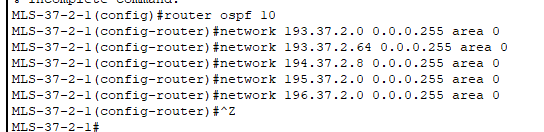 % Incomplete command.
MLS-37-2-1(config)#router ospf 10
MLS-37-2-1(config-router)#network 193.37.2.0 0.0.0.255 area 0
MLS-37-2-1(config-router)#network 193.37.2.64 0.0.0.255 area 0
MLS-37-2-1(config-router)#network 194.37.2.8 0.0.0.255 area 0
MLS-37-2-1(config-router)#network 195.37.2.0 0.0.0.255 area 0
MLS-37-2-1(config-router)#network 196.37.2.0 0.0.0.255 area 0
MLS-37-2-1(config-router)#^Z
MLS-37-2-1#